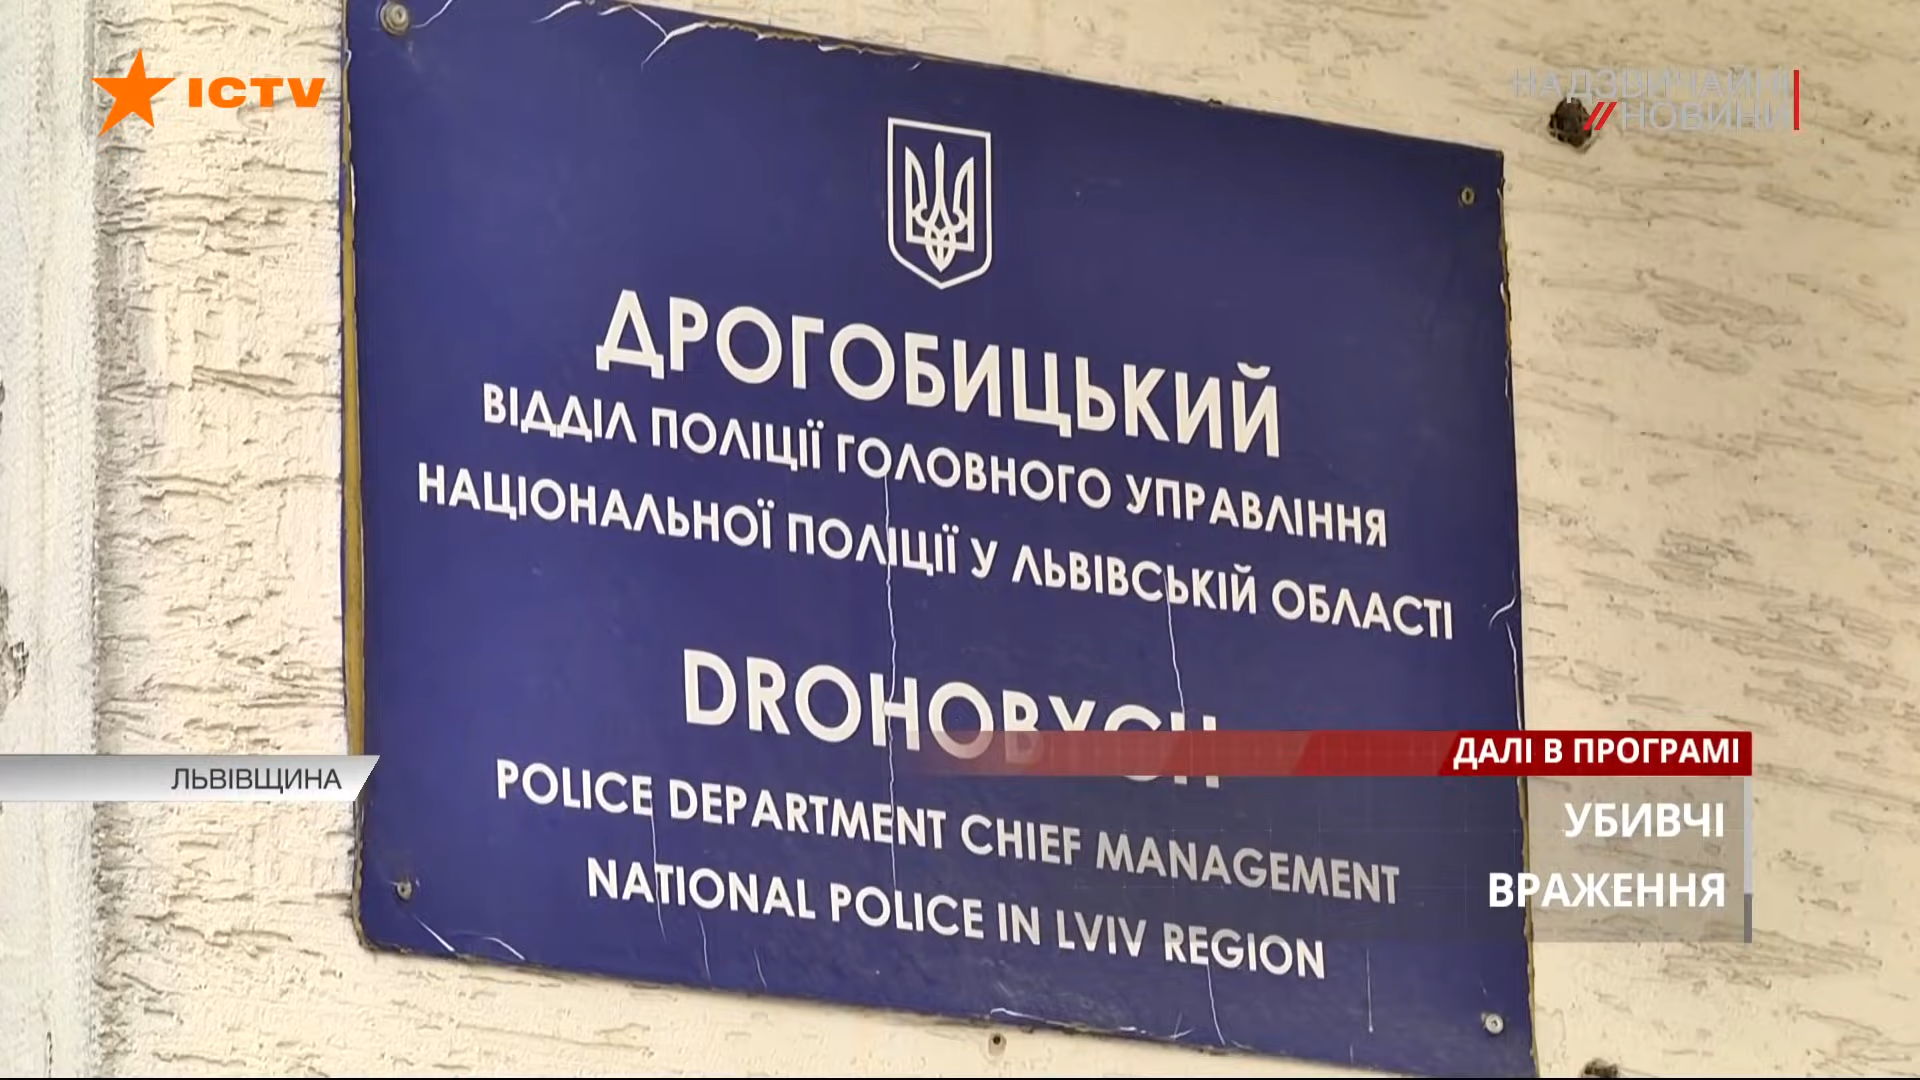 ICTV
НАДЗВИЧАЙНІ
НОВИНИ
ДРОГОБИЦЬКИЙ
ВІДДІЛ ПОЛІЦІЇ ГОЛОВНОГО УПРАВЛІННЯ
НАЦІОНАЛЬНОЇ ПОЛІЦІЇ У ЛЬВІВСЬКІЙ ОБЛАСТІ
DROHOBYCH
POLICE DEPARTMENT CHIEF MANAGEMENT
NATIONAL POLICE IN LVIV REGION
ЛЬВІВЩИНА
ДАЛІ В ПРОГРАМІ
УБИВЧІ
ВРАЖЕННЯ